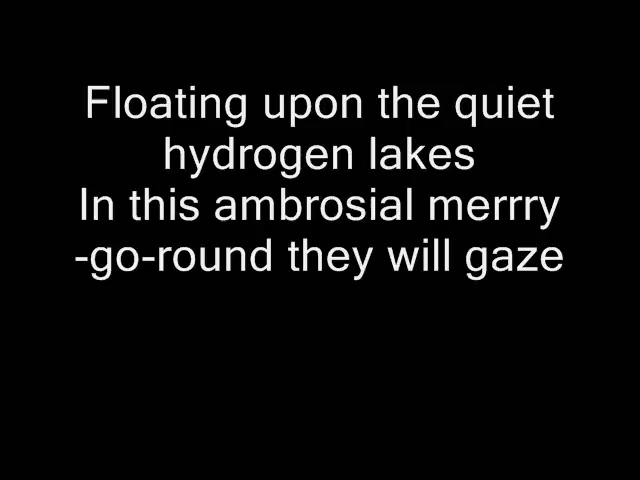 Floating upon the quiet
hydrogen lakes
In this ambrosial merrry
-go-round they will gaze